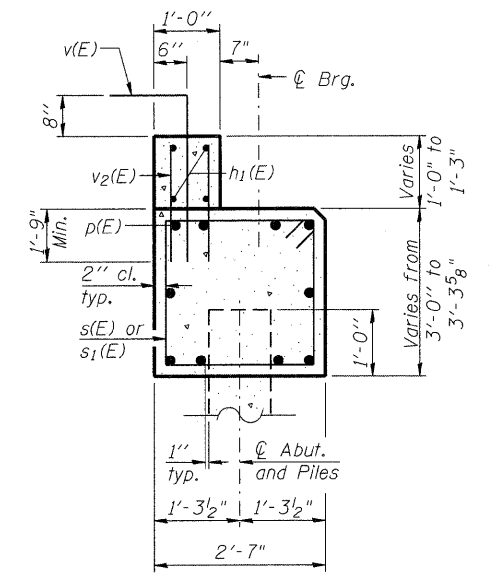 1'-0"
v(E)
6"
7"
℄ Brg.
8"
v2(E)
h1(E)
Varies
1'-0" to
1'-3"
1'-9"
Min.
p(E)
2" cl.
typ.
Varies from
3'-0" to
3'-3⅝"
s(E) or
s1(E)
1'-0"
1"
typ.
℄ Abut.
and Piles
1'-3½"
1'-3½"
2'-7"